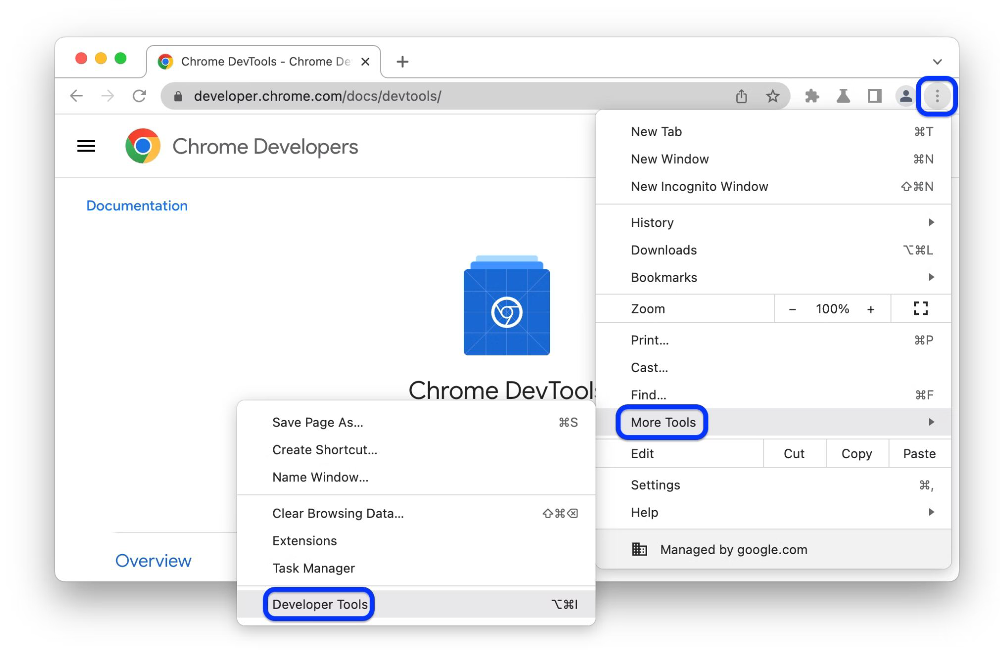 Chrome DevTools - Chrome De
developer.chrome.com/docs/devtools/
Chrome Developers
Documentation
Chrome DevTools
Overview
New Tab ⌘T
New Window ⌘N
New Incognito Window ⇧⌘N
History
Downloads ⌥⌘L
Bookmarks
Zoom − 100% +
Print... ⌘P
Cast...
Find... ⌘F
More Tools
Edit Cut Copy Paste
Settings ⌘,
Help
Managed by google.com
Save Page As... ⌘S
Create Shortcut...
Name Window...
Clear Browsing Data... ⇧⌘⌫
Extensions
Task Manager
Developer Tools ⌥⌘I